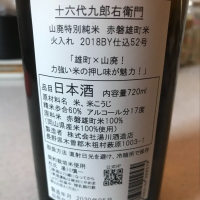 十六代九郎右衛門
山廃特別純米 赤磐雄町米
火入れ 2018BY仕込52号
「雄町×山廃！
力強い米の押し味が魅力！」
日本酒 内容量720ml
原材料名 米、米こうじ
精米歩合60% アルコール分17度
赤磐雄町米100%
(岡山県産米100%使用)
製造者 株式会社湯川酒造店
長野県木曽郡木祖村薮原1003-1